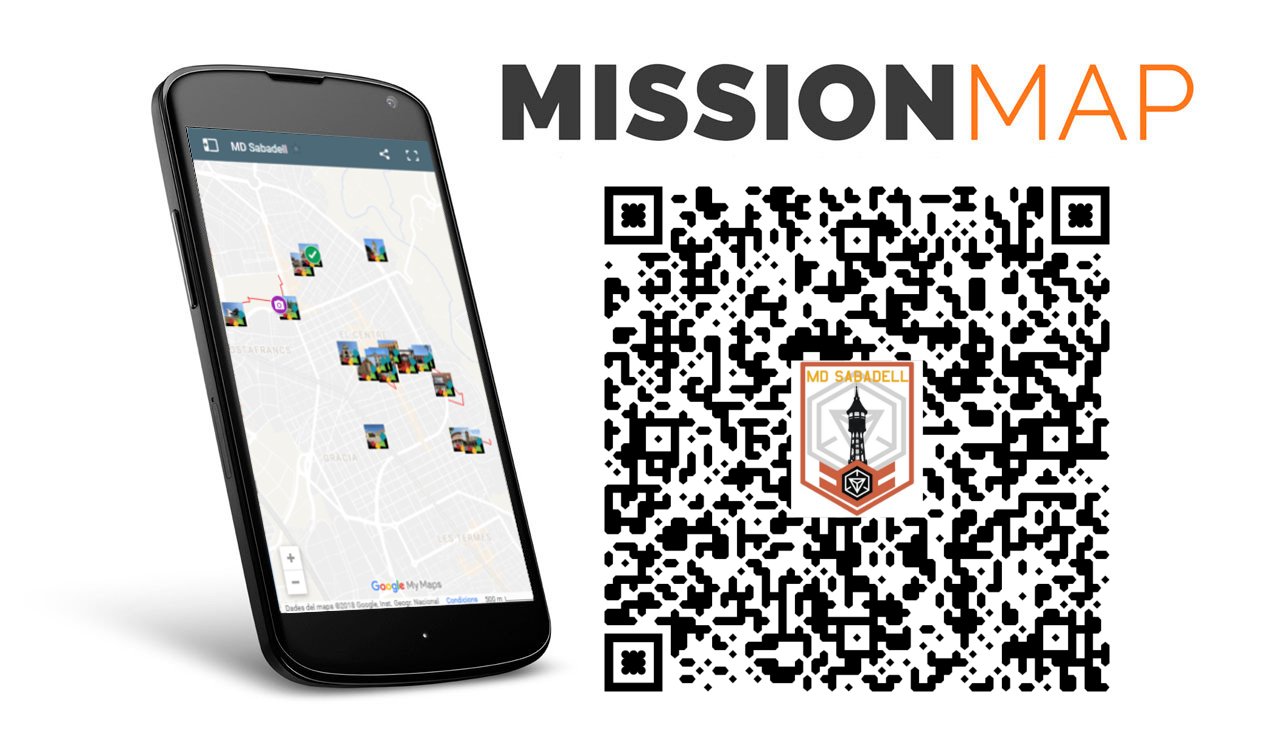 MISSIONMAP
MD Sabadell
EL CENTRE
OSTAFRANCS
GRÀCIA
LES TERMES
+
−
Google My Maps
Dades del mapa ©2018 Google, Inst. Geogr. Nacional Condicions 500 m
MD SABADELL